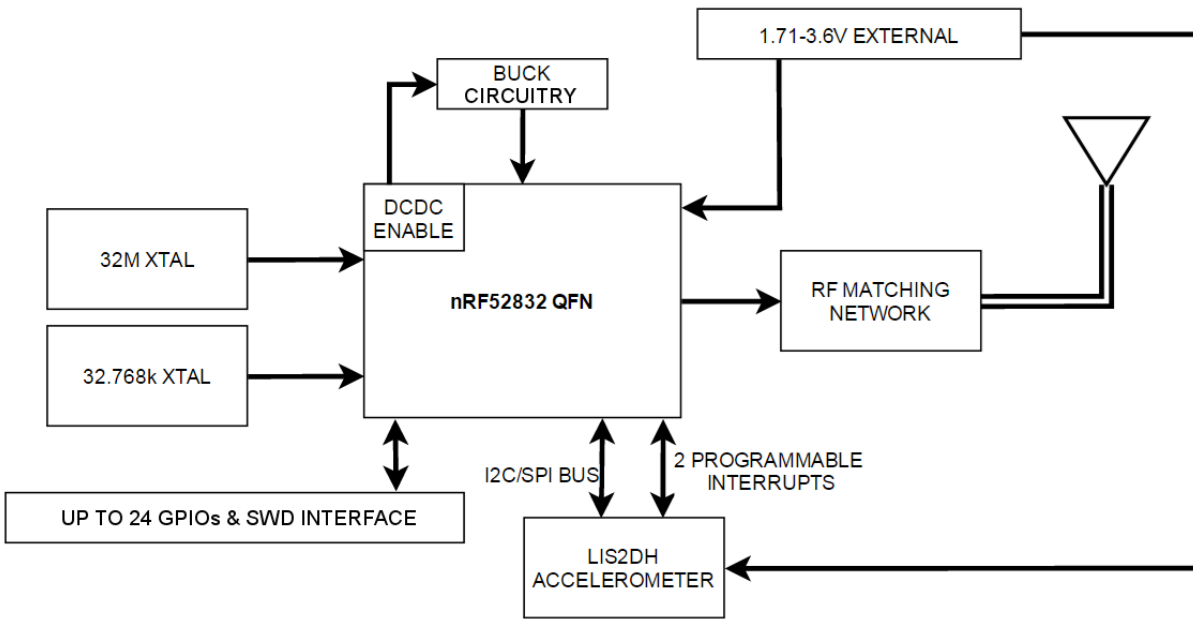 1.71-3.6V EXTERNAL
BUCK
CIRCUITRY
DCDC
ENABLE
32M XTAL
nRF52832 QFN
RF MATCHING
NETWORK
32.768k XTAL
I2C/SPI BUS
2 PROGRAMMABLE
INTERRUPTS
UP TO 24 GPIOs & SWD INTERFACE
LIS2DH
ACCELEROMETER